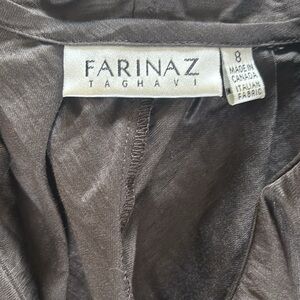 FARINAZ
TAGHAVI
8
MADE IN
CANADA
ITALIAN
FABRIC